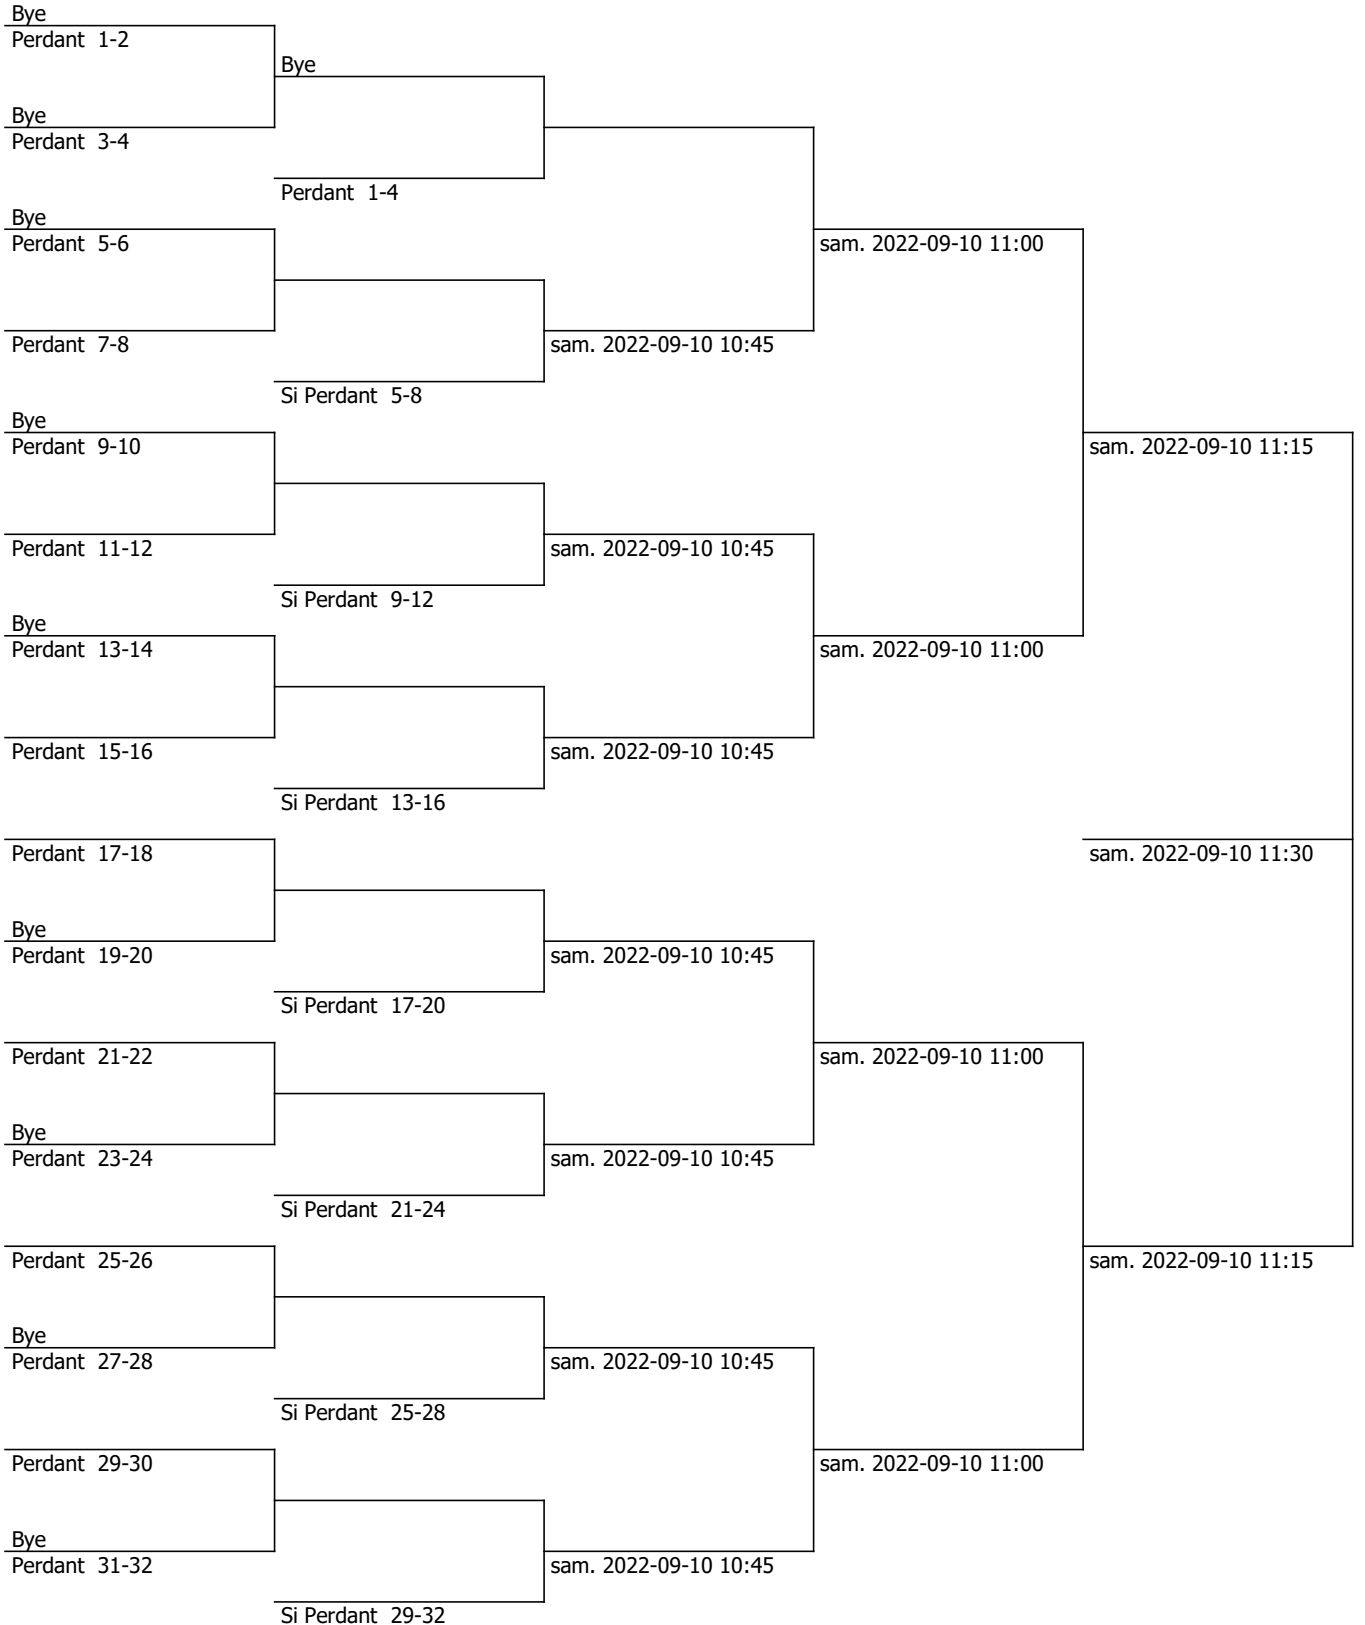 Bye
Perdant 1-2
Bye
Bye
Perdant 3-4
Perdant 1-4
Bye
Perdant 5-6
sam. 2022-09-10 11:00
Perdant 7-8
sam. 2022-09-10 10:45
Si Perdant 5-8
Bye
Perdant 9-10
sam. 2022-09-10 11:15
Perdant 11-12
sam. 2022-09-10 10:45
Si Perdant 9-12
Bye
Perdant 13-14
sam. 2022-09-10 11:00
Perdant 15-16
sam. 2022-09-10 10:45
Si Perdant 13-16
Perdant 17-18
sam. 2022-09-10 11:30
Bye
Perdant 19-20
sam. 2022-09-10 10:45
Si Perdant 17-20
Perdant 21-22
sam. 2022-09-10 11:00
Bye
Perdant 23-24
sam. 2022-09-10 10:45
Si Perdant 21-24
Perdant 25-26
sam. 2022-09-10 11:15
Bye
Perdant 27-28
sam. 2022-09-10 10:45
Si Perdant 25-28
Perdant 29-30
sam. 2022-09-10 11:00
Bye
Perdant 31-32
sam. 2022-09-10 10:45
Si Perdant 29-32